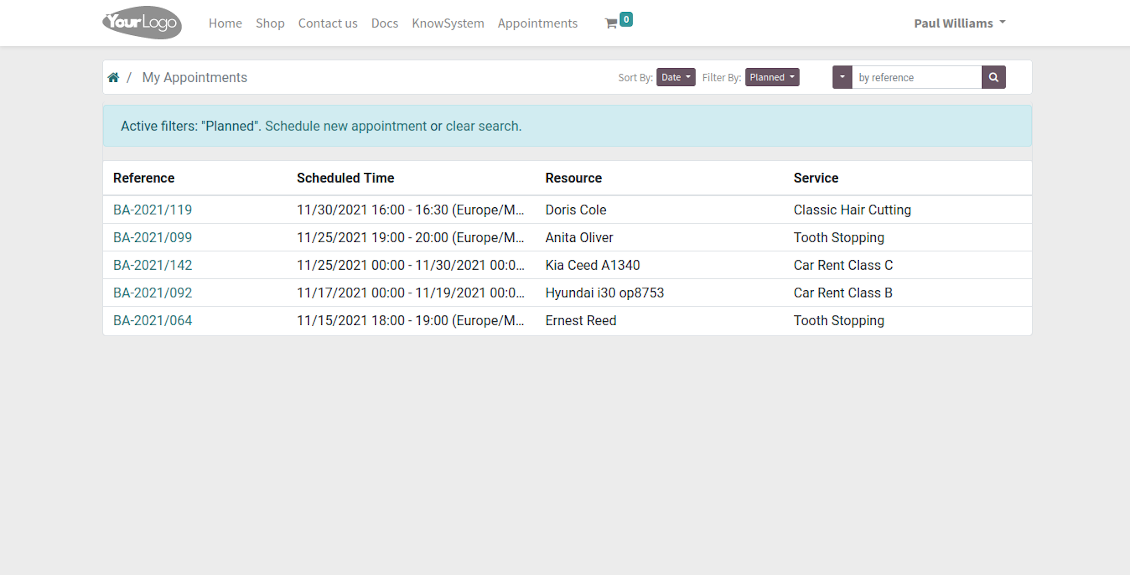 YourLogo Home Shop Contact us Docs KnowSystem Appointments 0 Paul Williams
/ My Appointments Sort By: Date Filter By: Planned by reference
Active filters: "Planned". Schedule new appointment or clear search.
Reference Scheduled Time Resource Service
BA-2021/119 11/30/2021 16:00 - 16:30 (Europe/M... Doris Cole Classic Hair Cutting
BA-2021/099 11/25/2021 19:00 - 20:00 (Europe/M... Anita Oliver Tooth Stopping
BA-2021/142 11/25/2021 00:00 - 11/30/2021 00:0... Kia Ceed A1340 Car Rent Class C
BA-2021/092 11/17/2021 00:00 - 11/19/2021 00:0... Hyundai i30 op8753 Car Rent Class B
BA-2021/064 11/15/2021 18:00 - 19:00 (Europe/M... Ernest Reed Tooth Stopping